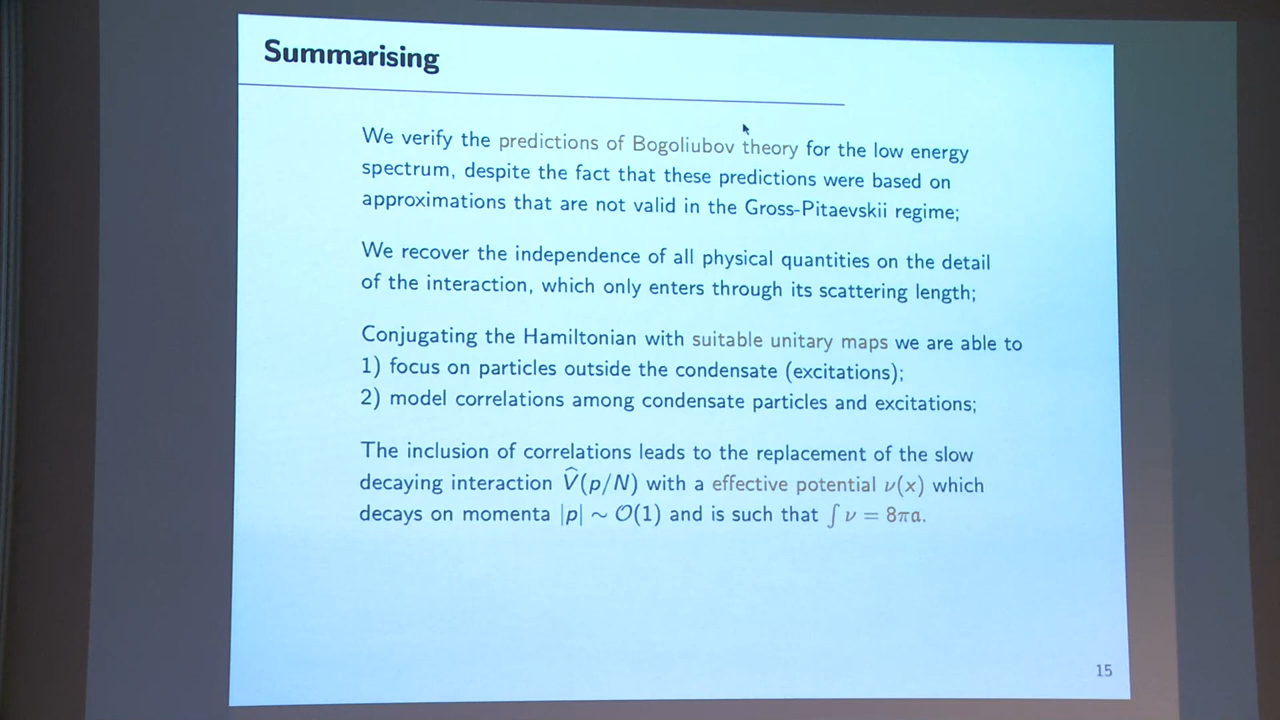 Summarising
We verify the predictions of Bogoliubov theory for the low energy
spectrum, despite the fact that these predictions were based on
approximations that are not valid in the Gross-Pitaevskii regime;
We recover the independence of all physical quantities on the detail
of the interaction, which only enters through its scattering length;
Conjugating the Hamiltonian with suitable unitary maps we are able to
1) focus on particles outside the condensate (excitations);
2) model correlations among condensate particles and excitations;
The inclusion of correlations leads to the replacement of the slow
decaying interaction V̂(p/N) with a effective potential ν(x) which
decays on momenta |p| ∼ 𝒪(1) and is such that ∫ ν = 8π𝔞.
15